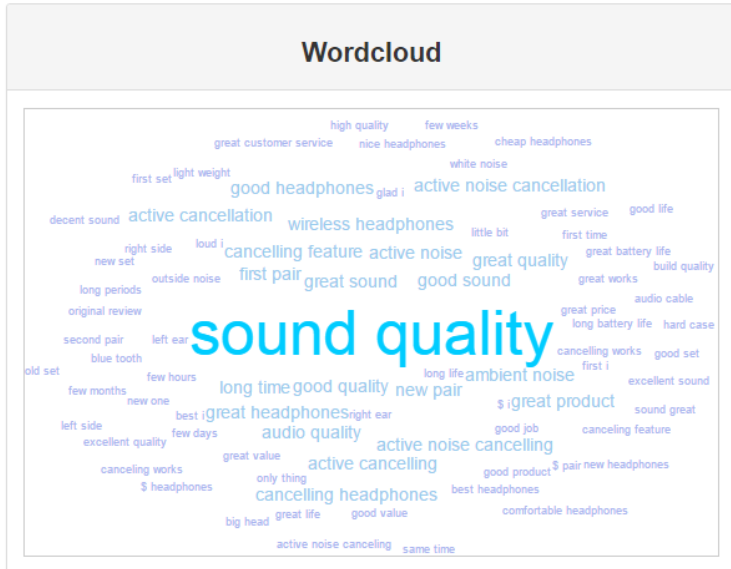 Wordcloud
high quality few weeks
great customer service nice headphones cheap headphones
white noise
first set light weight good headphones glad i active noise cancellation
decent sound active cancellation wireless headphones great service good life
little bit first time
right side loud i cancelling feature active noise great quality great battery life
new set first pair great sound good sound build quality
outside noise great works
long periods audio cable
original review great price
sound quality long battery life hard case
second pair left ear cancelling works good set
blue tooth
old set few hours long life ambient noise first i excellent sound
few months long time good quality new pair
new one $ i great product
best i great headphones right ear sound great
left side few days audio quality good job canceling feature
excellent quality active noise cancelling
great value active cancelling
canceling works good product $ pair new headphones
only thing
$ headphones cancelling headphones best headphones
big head great life good value comfortable headphones
active noise canceling same time